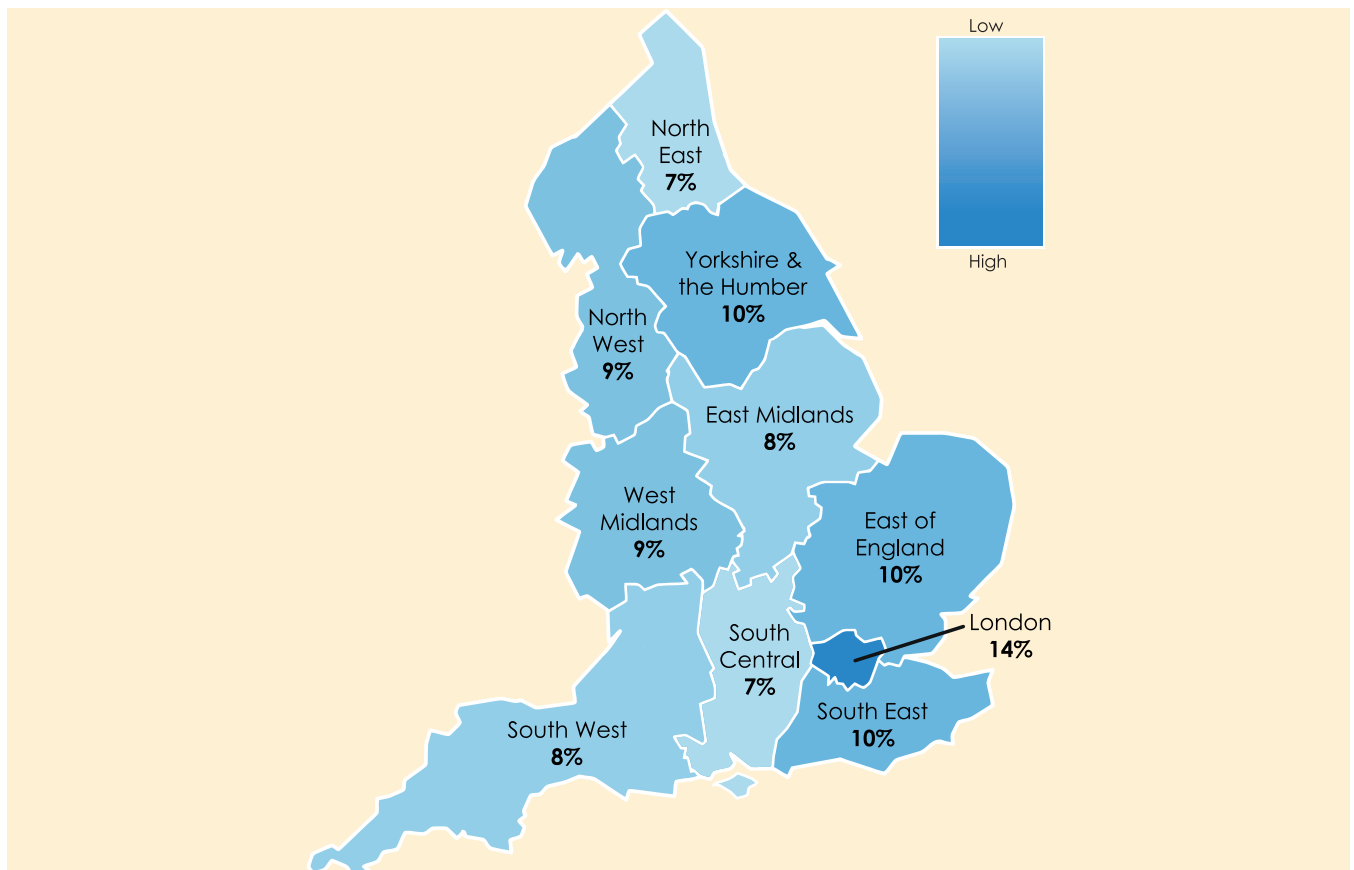 Low
High
North
East
7%
Yorkshire &
the Humber
10%
North
West
9%
East Midlands
8%
West
Midlands
9%
East of
England
10%
London
14%
South
Central
7%
South East
10%
South West
8%